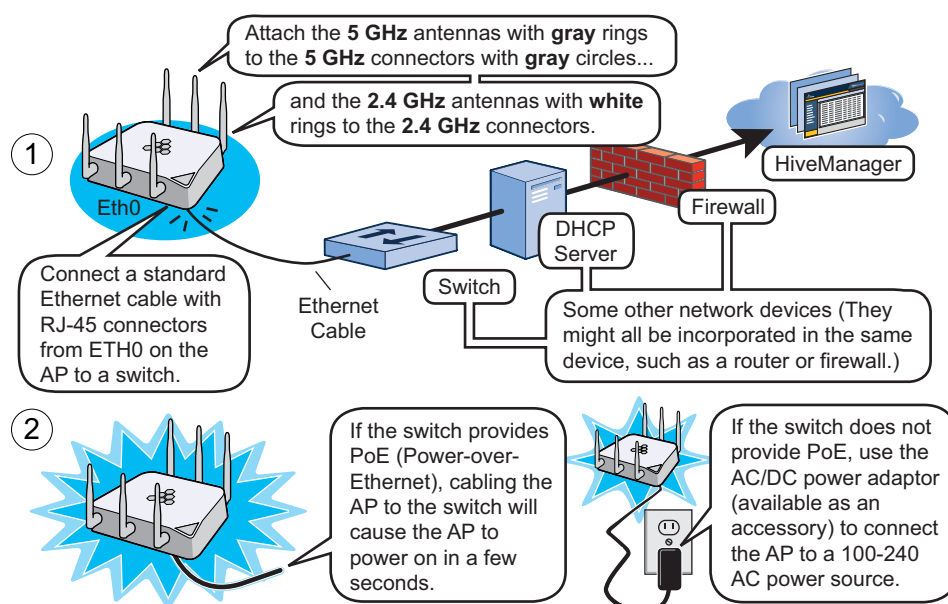 Attach the 5 GHz antennas with gray rings
to the 5 GHz connectors with gray circles...
and the 2.4 GHz antennas with white
rings to the 2.4 GHz connectors.
1
HiveManager
Eth0
Firewall
DHCP
Server
Switch
Ethernet
Cable
Connect a standard
Ethernet cable with
RJ-45 connectors
from ETH0 on the
AP to a switch.
Some other network devices (They
might all be incorporated in the same
device, such as a router or firewall.)
2
If the switch provides
PoE (Power-over-
Ethernet), cabling the
AP to the switch will
cause the AP to
power on in a few
seconds.
If the switch does not
provide PoE, use the
AC/DC power adaptor
(available as an
accessory) to connect
the AP to a 100-240
AC power source.